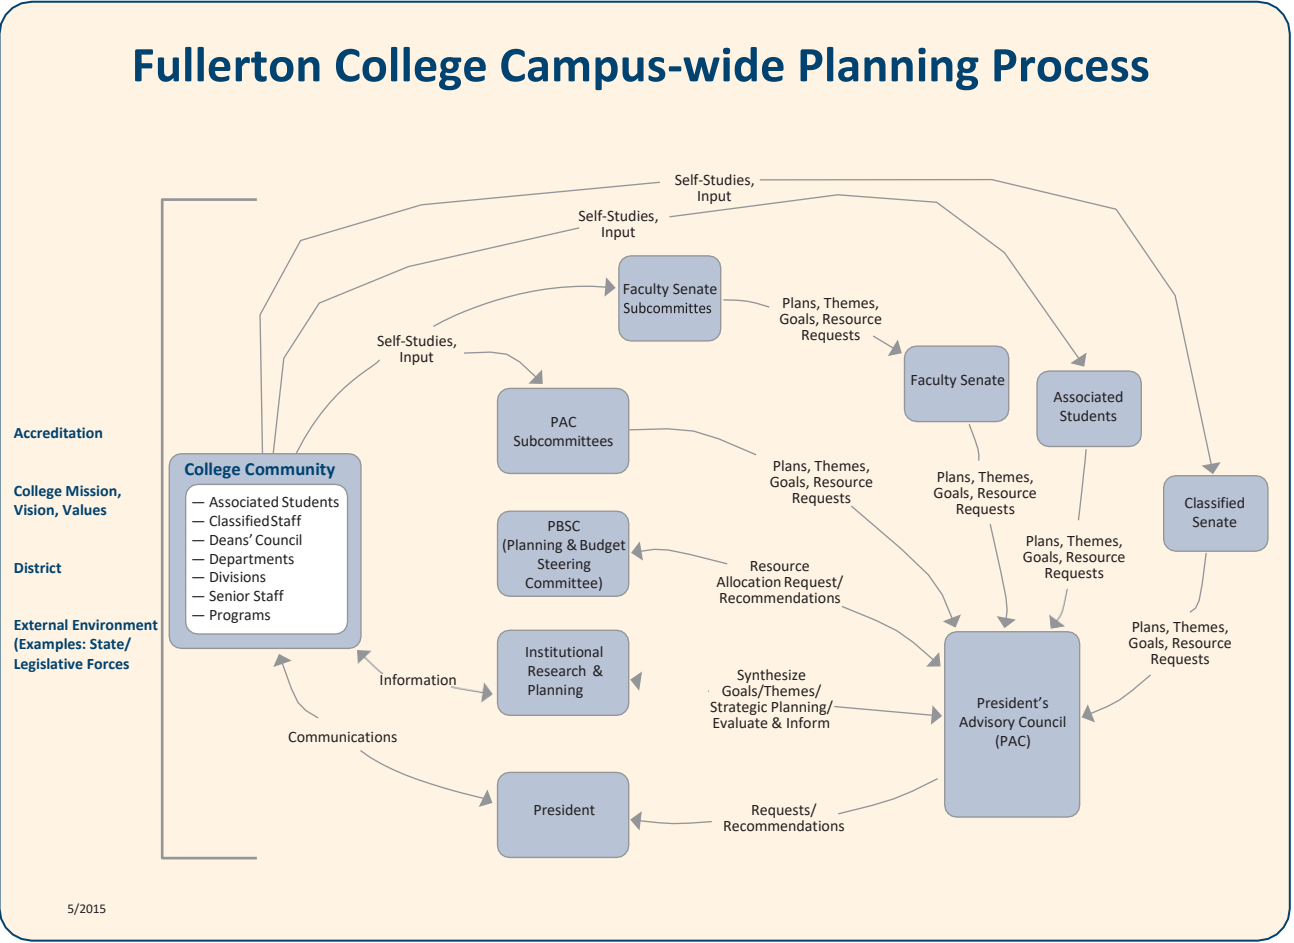 Fullerton College Campus-wide Planning Process
Self-Studies,
Input
Self-Studies,
Input
Faculty Senate
Subcommittes
Plans, Themes,
Goals, Resource
Requests
Self-Studies,
Input
Faculty Senate
Associated
Students
PAC
Subcommittees
Accreditation
College Mission,
Vision, Values
District
External Environment
(Examples: State/
Legislative Forces
College Community
— Associated Students
— Classified Staff
— Deans' Council
— Departments
— Divisions
— Senior Staff
— Programs
Plans, Themes,
Goals, Resource
Requests
Plans, Themes,
Goals, Resource
Requests
Classified
Senate
PBSC
(Planning & Budget
Steering
Committee)
Plans, Themes,
Goals, Resource
Requests
Resource
Allocation Request/
Recommendations
Plans, Themes,
Goals, Resource
Requests
Institutional
Research &
Planning
Information
Synthesize
Goals/Themes/
Strategic Planning/
Evaluate & Inform
President's
Advisory Council
(PAC)
Communications
President
Requests/
Recommendations
5/2015